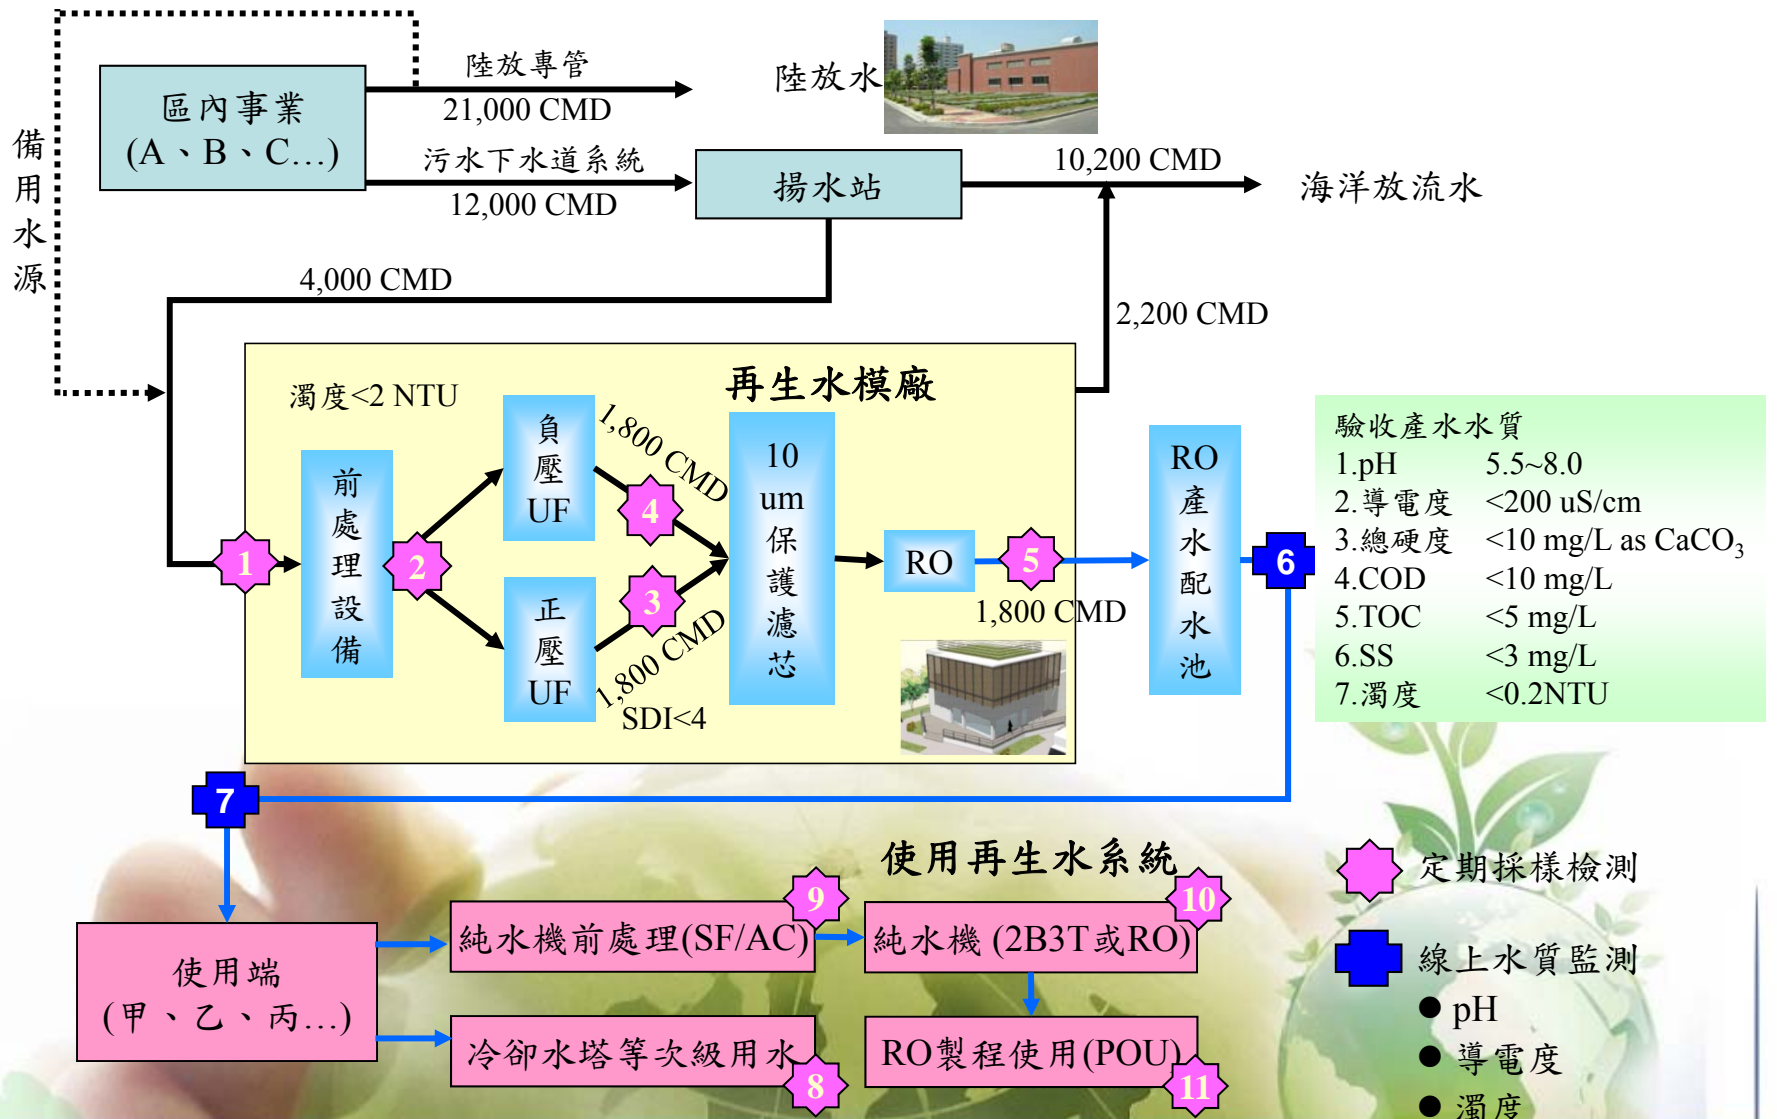 陸放專管
21,000 CMD
陸放水
區內事業
(A、B、C…)
污水下水道系統
12,000 CMD
揚水站
10,200 CMD
海洋放流水
備用水源
4,000 CMD
2,200 CMD
再生水模廠
濁度<2 NTU
前處理設備
負壓UF
正壓UF
1,800 CMD
1,800 CMD
SDI<4
10
um
保護濾芯
RO
1,800 CMD
RO
產水配水池
1
2
3
4
5
6
7
驗收產水水質
1.pH 5.5~8.0
2.導電度 <200 uS/cm
3.總硬度 <10 mg/L as CaCO₃
4.COD <10 mg/L
5.TOC <5 mg/L
6.SS <3 mg/L
7.濁度 <0.2NTU
使用再生水系統
使用端
(甲、乙、丙…)
純水機前處理(SF/AC)
9
純水機 (2B3T或RO)
10
冷卻水塔等次級用水
8
RO製程使用(POU)
11
定期採樣檢測
線上水質監測
● pH
● 導電度
● 濁度